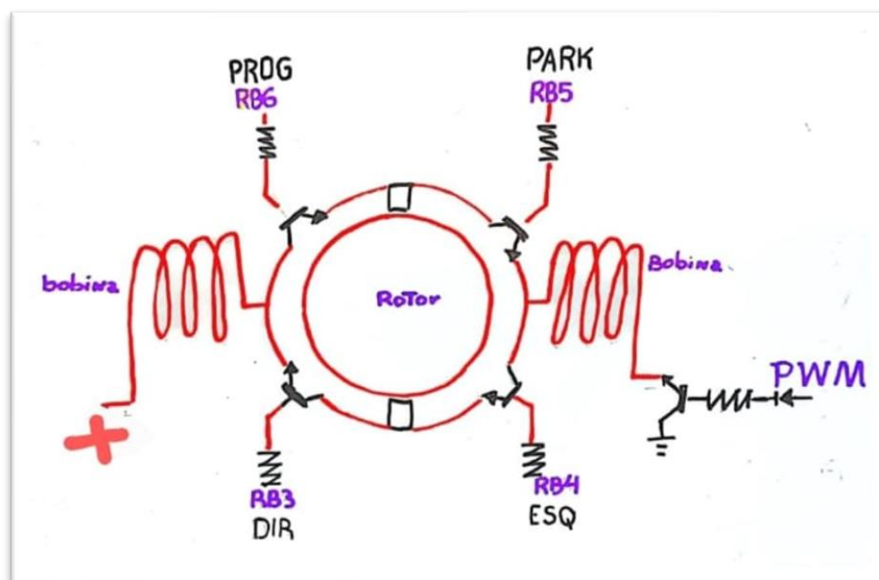 PROG
RB6
PARK
RB5
bobina
RoTor
Bobina
PWM
RB3
DIR
RB4
ESQ